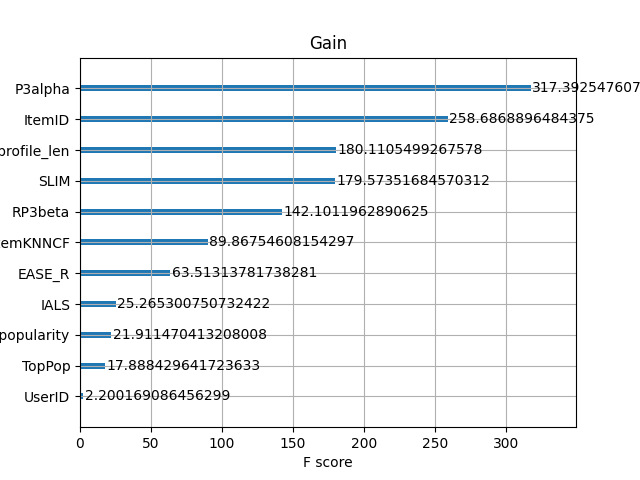 Gain
P3alpha 317.392547607
ItemID 258.6868896484375
profile_len 180.1105499267578
SLIM 179.57351684570312
RP3beta 142.1011962890625
emKNNCF 89.86754608154297
EASE_R 63.51313781738281
IALS 25.265300750732422
popularity 21.911470413208008
TopPop 17.888429641723633
UserID 2.200169086456299
0 50 100 150 200 250 300
F score